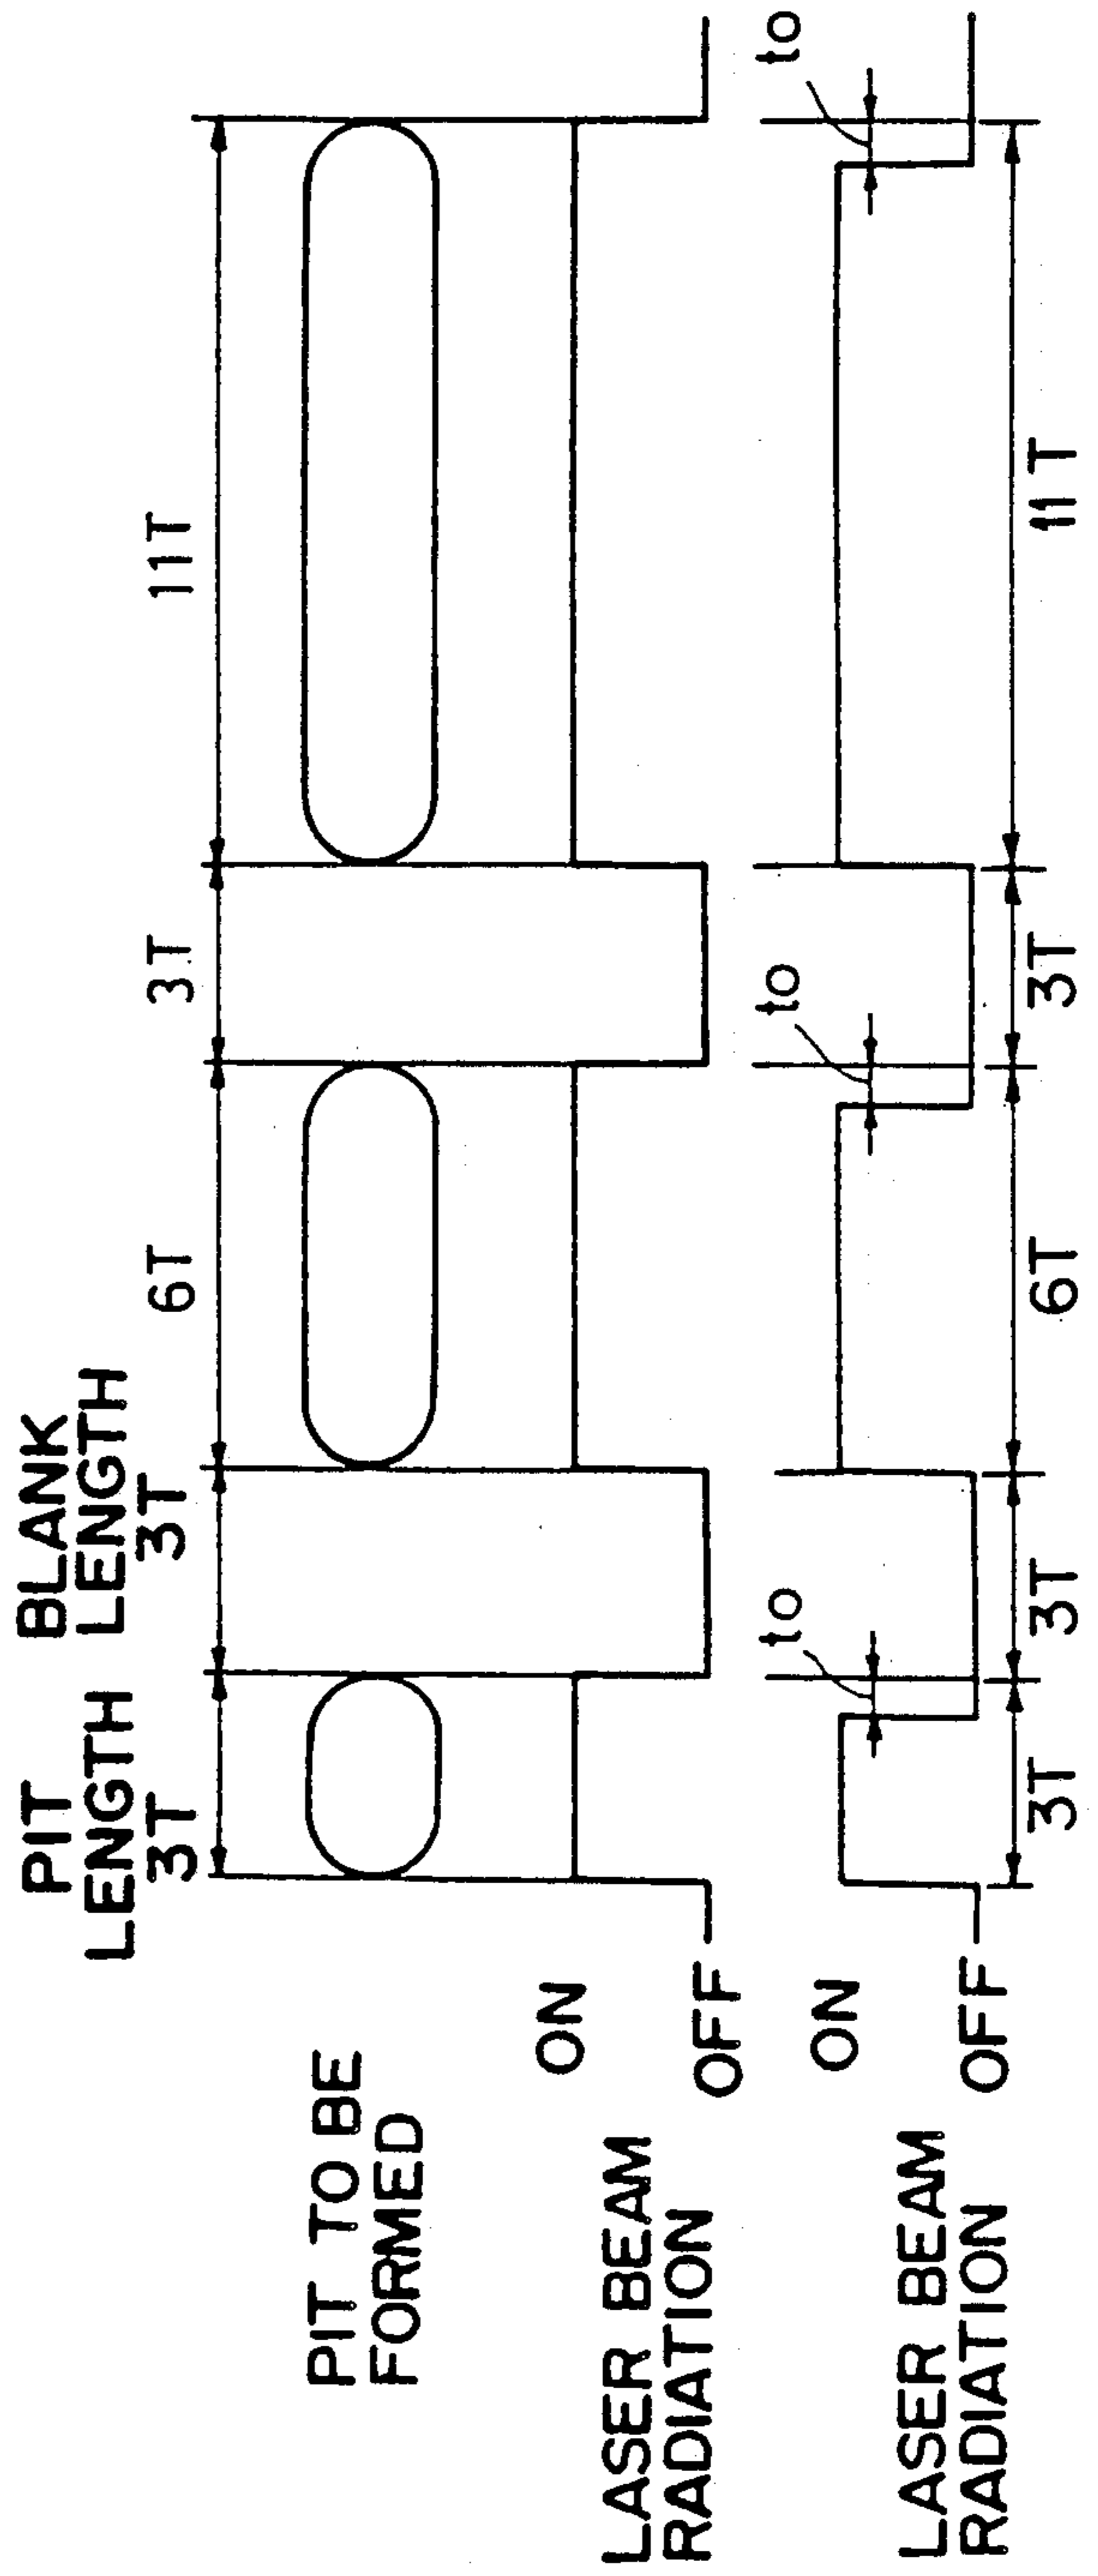 PIT
LENGTH
3T
BLANK
LENGTH
3T
6T
3T
11T
PIT TO BE
FORMED
ON
OFF
LASER BEAM
RADIATION
to
to
to
ON
OFF
LASER BEAM
RADIATION
3T
3T
6T
3T
11T